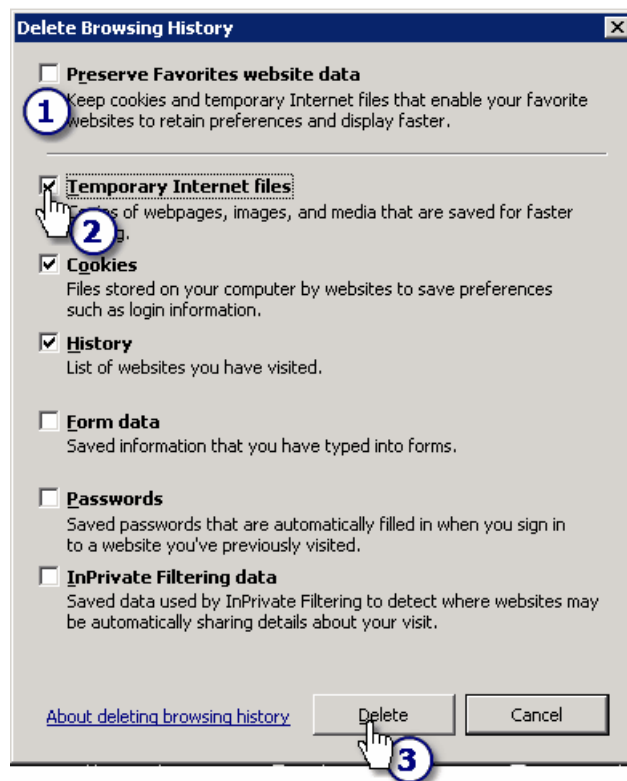 Delete Browsing History
Preserve Favorites website data
1
Keep cookies and temporary Internet files that enable your favorite
websites to retain preferences and display faster.
Temporary Internet files
of webpages, images, and media that are saved for faster
2
Cookies
Files stored on your computer by websites to save preferences
such as login information.
History
List of websites you have visited.
Form data
Saved information that you have typed into forms.
Passwords
Saved passwords that are automatically filled in when you sign in
to a website you've previously visited.
InPrivate Filtering data
Saved data used by InPrivate Filtering to detect where websites may
be automatically sharing details about your visit.
About deleting browsing history Delete Cancel
3